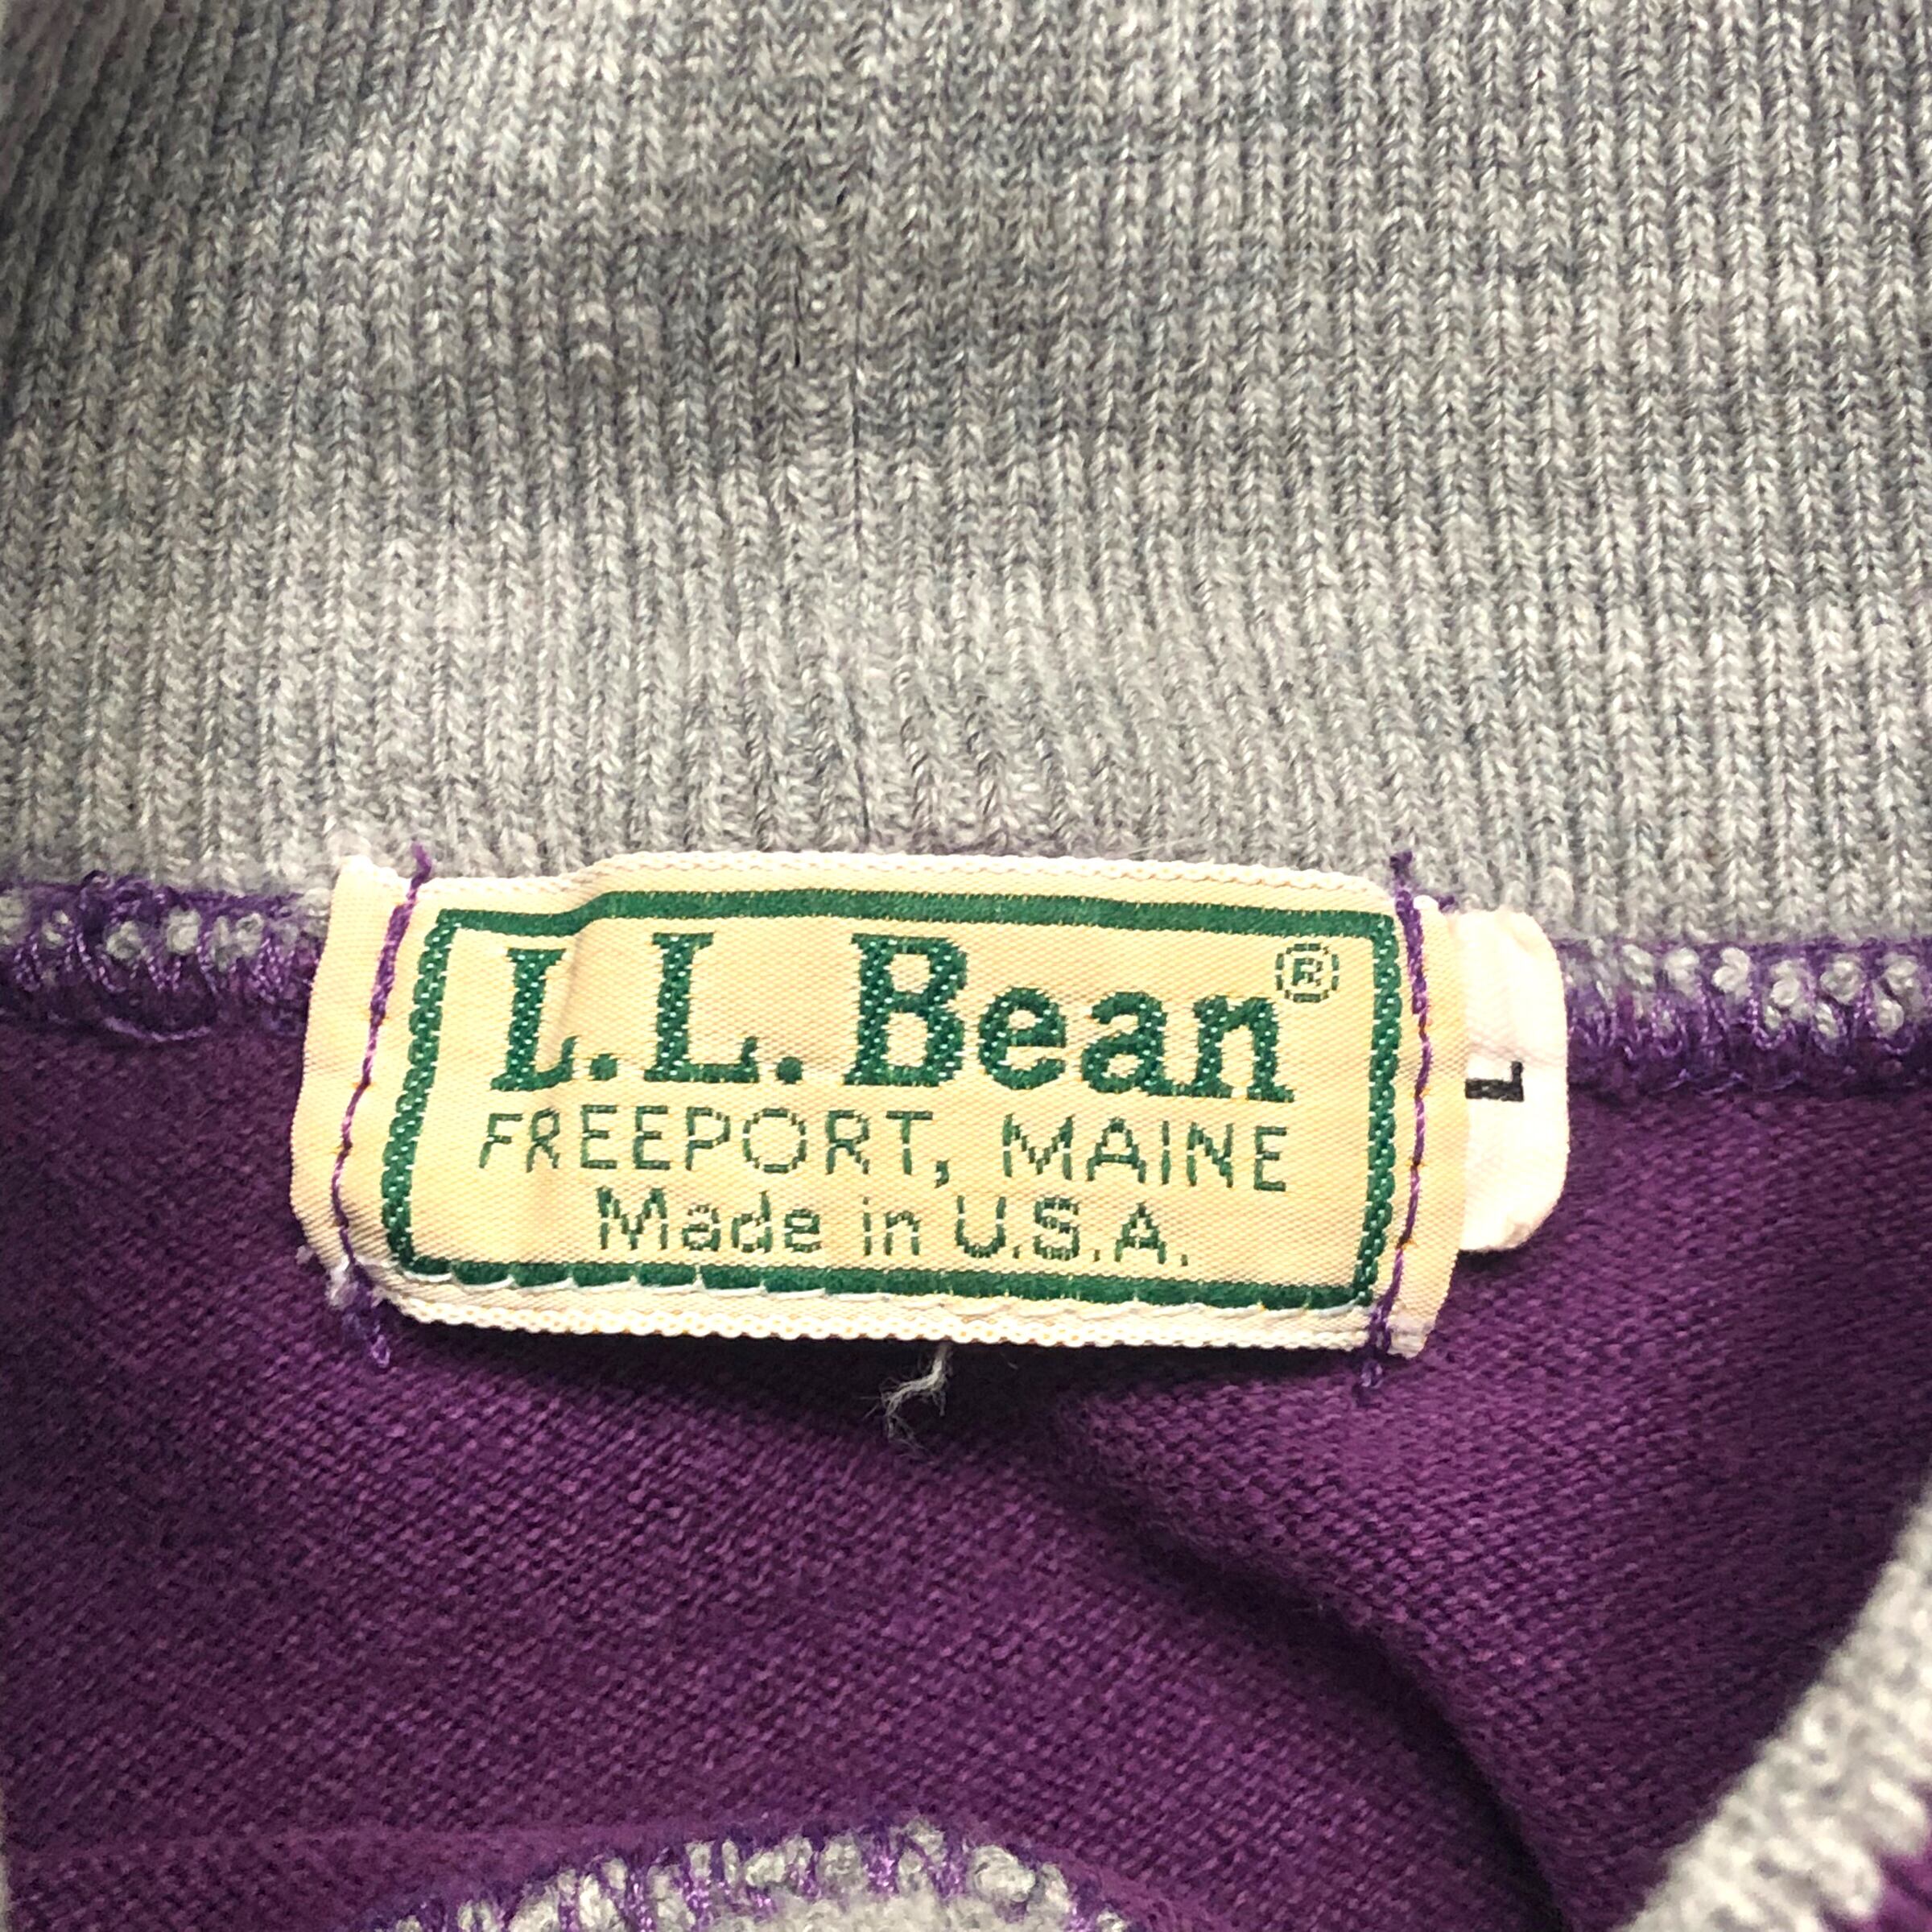 L.L.Bean®
FREEPORT, MAINE
Made in U.S.A.
L